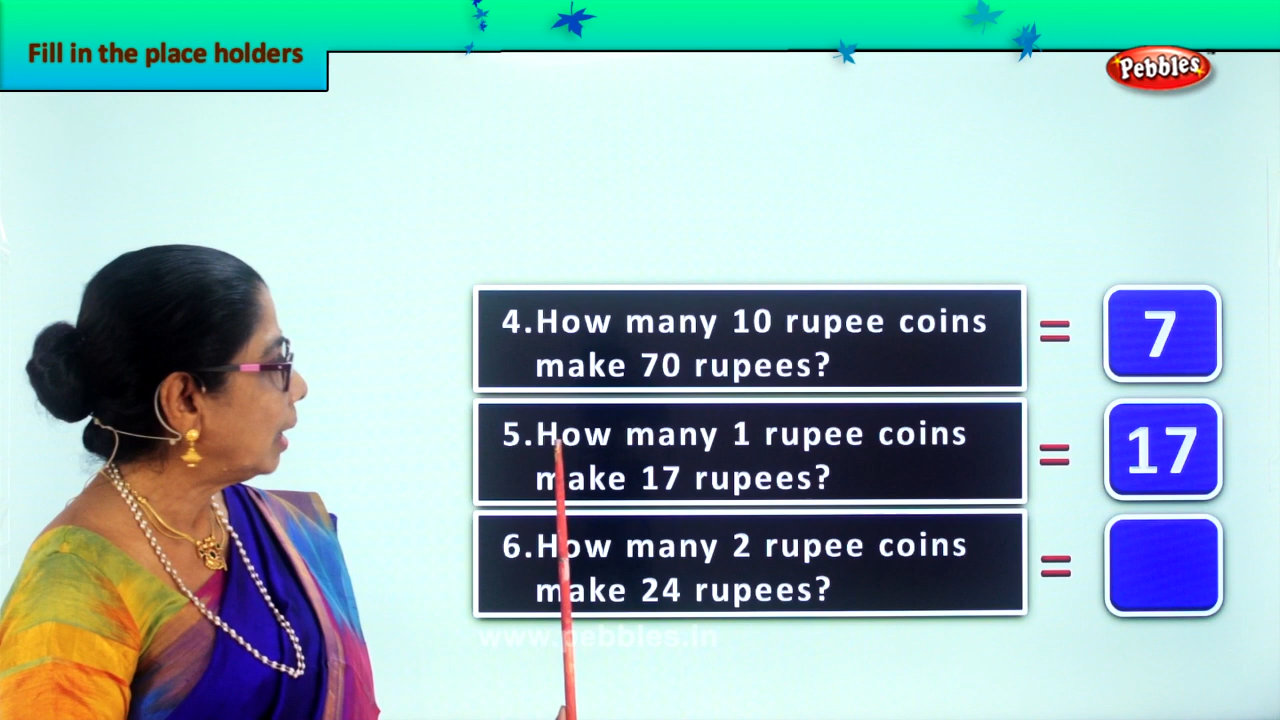 Fill in the place holders
Pebbles
4.How many 10 rupee coins
make 70 rupees?
= 7
5.How many 1 rupee coins
make 17 rupees?
= 17
6.How many 2 rupee coins
make 24 rupees?
=
www.pebbles.in